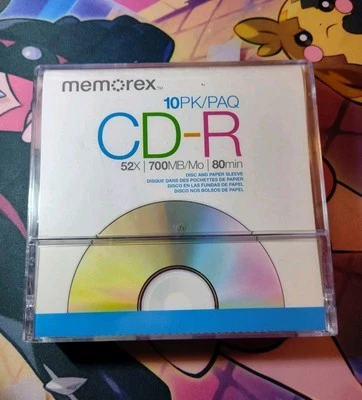 memorex™
10PK/PAQ
CD-R
52X | 700MB/Mo | 80min
DISC AND PAPER SLEEVE
DISQUE DANS DES POCHETTES DE PAPIER
DISCO EN LAS FUNDAS DE PAPEL
DISCO NOS BOLSOS DE PAPEL